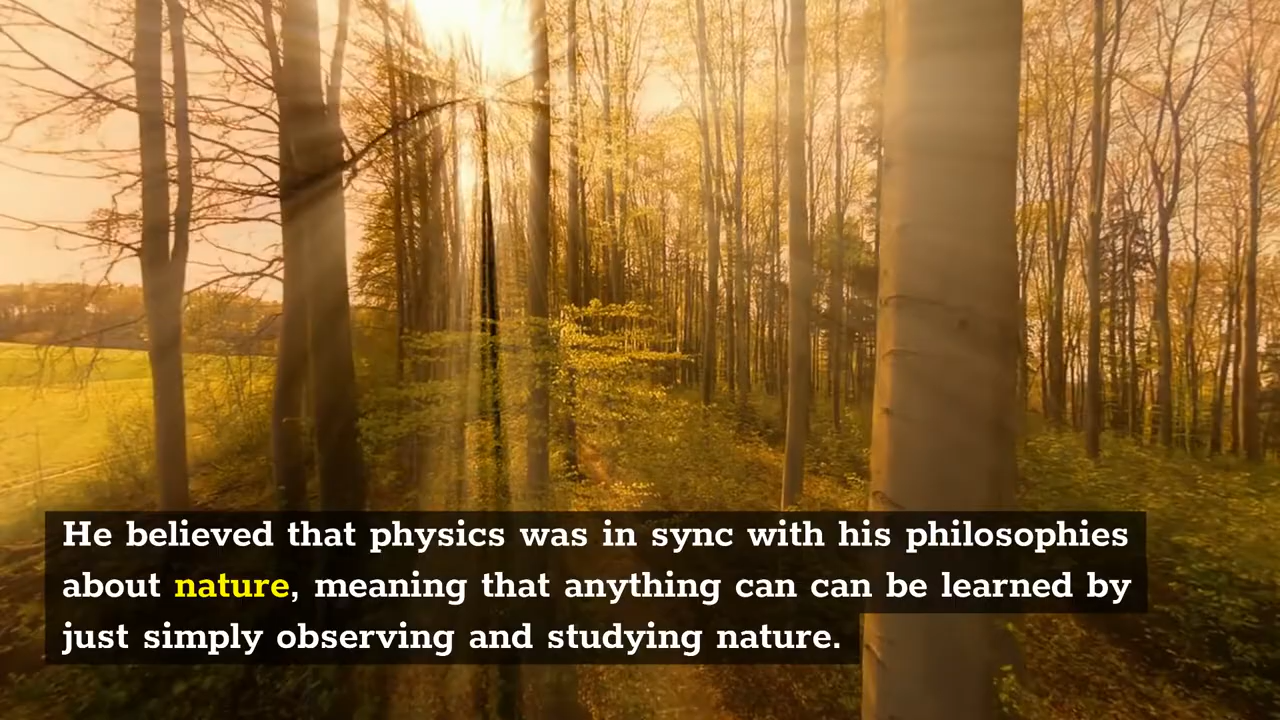 He believed that physics was in sync with his philosophies
about nature, meaning that anything can can be learned by
just simply observing and studying nature.